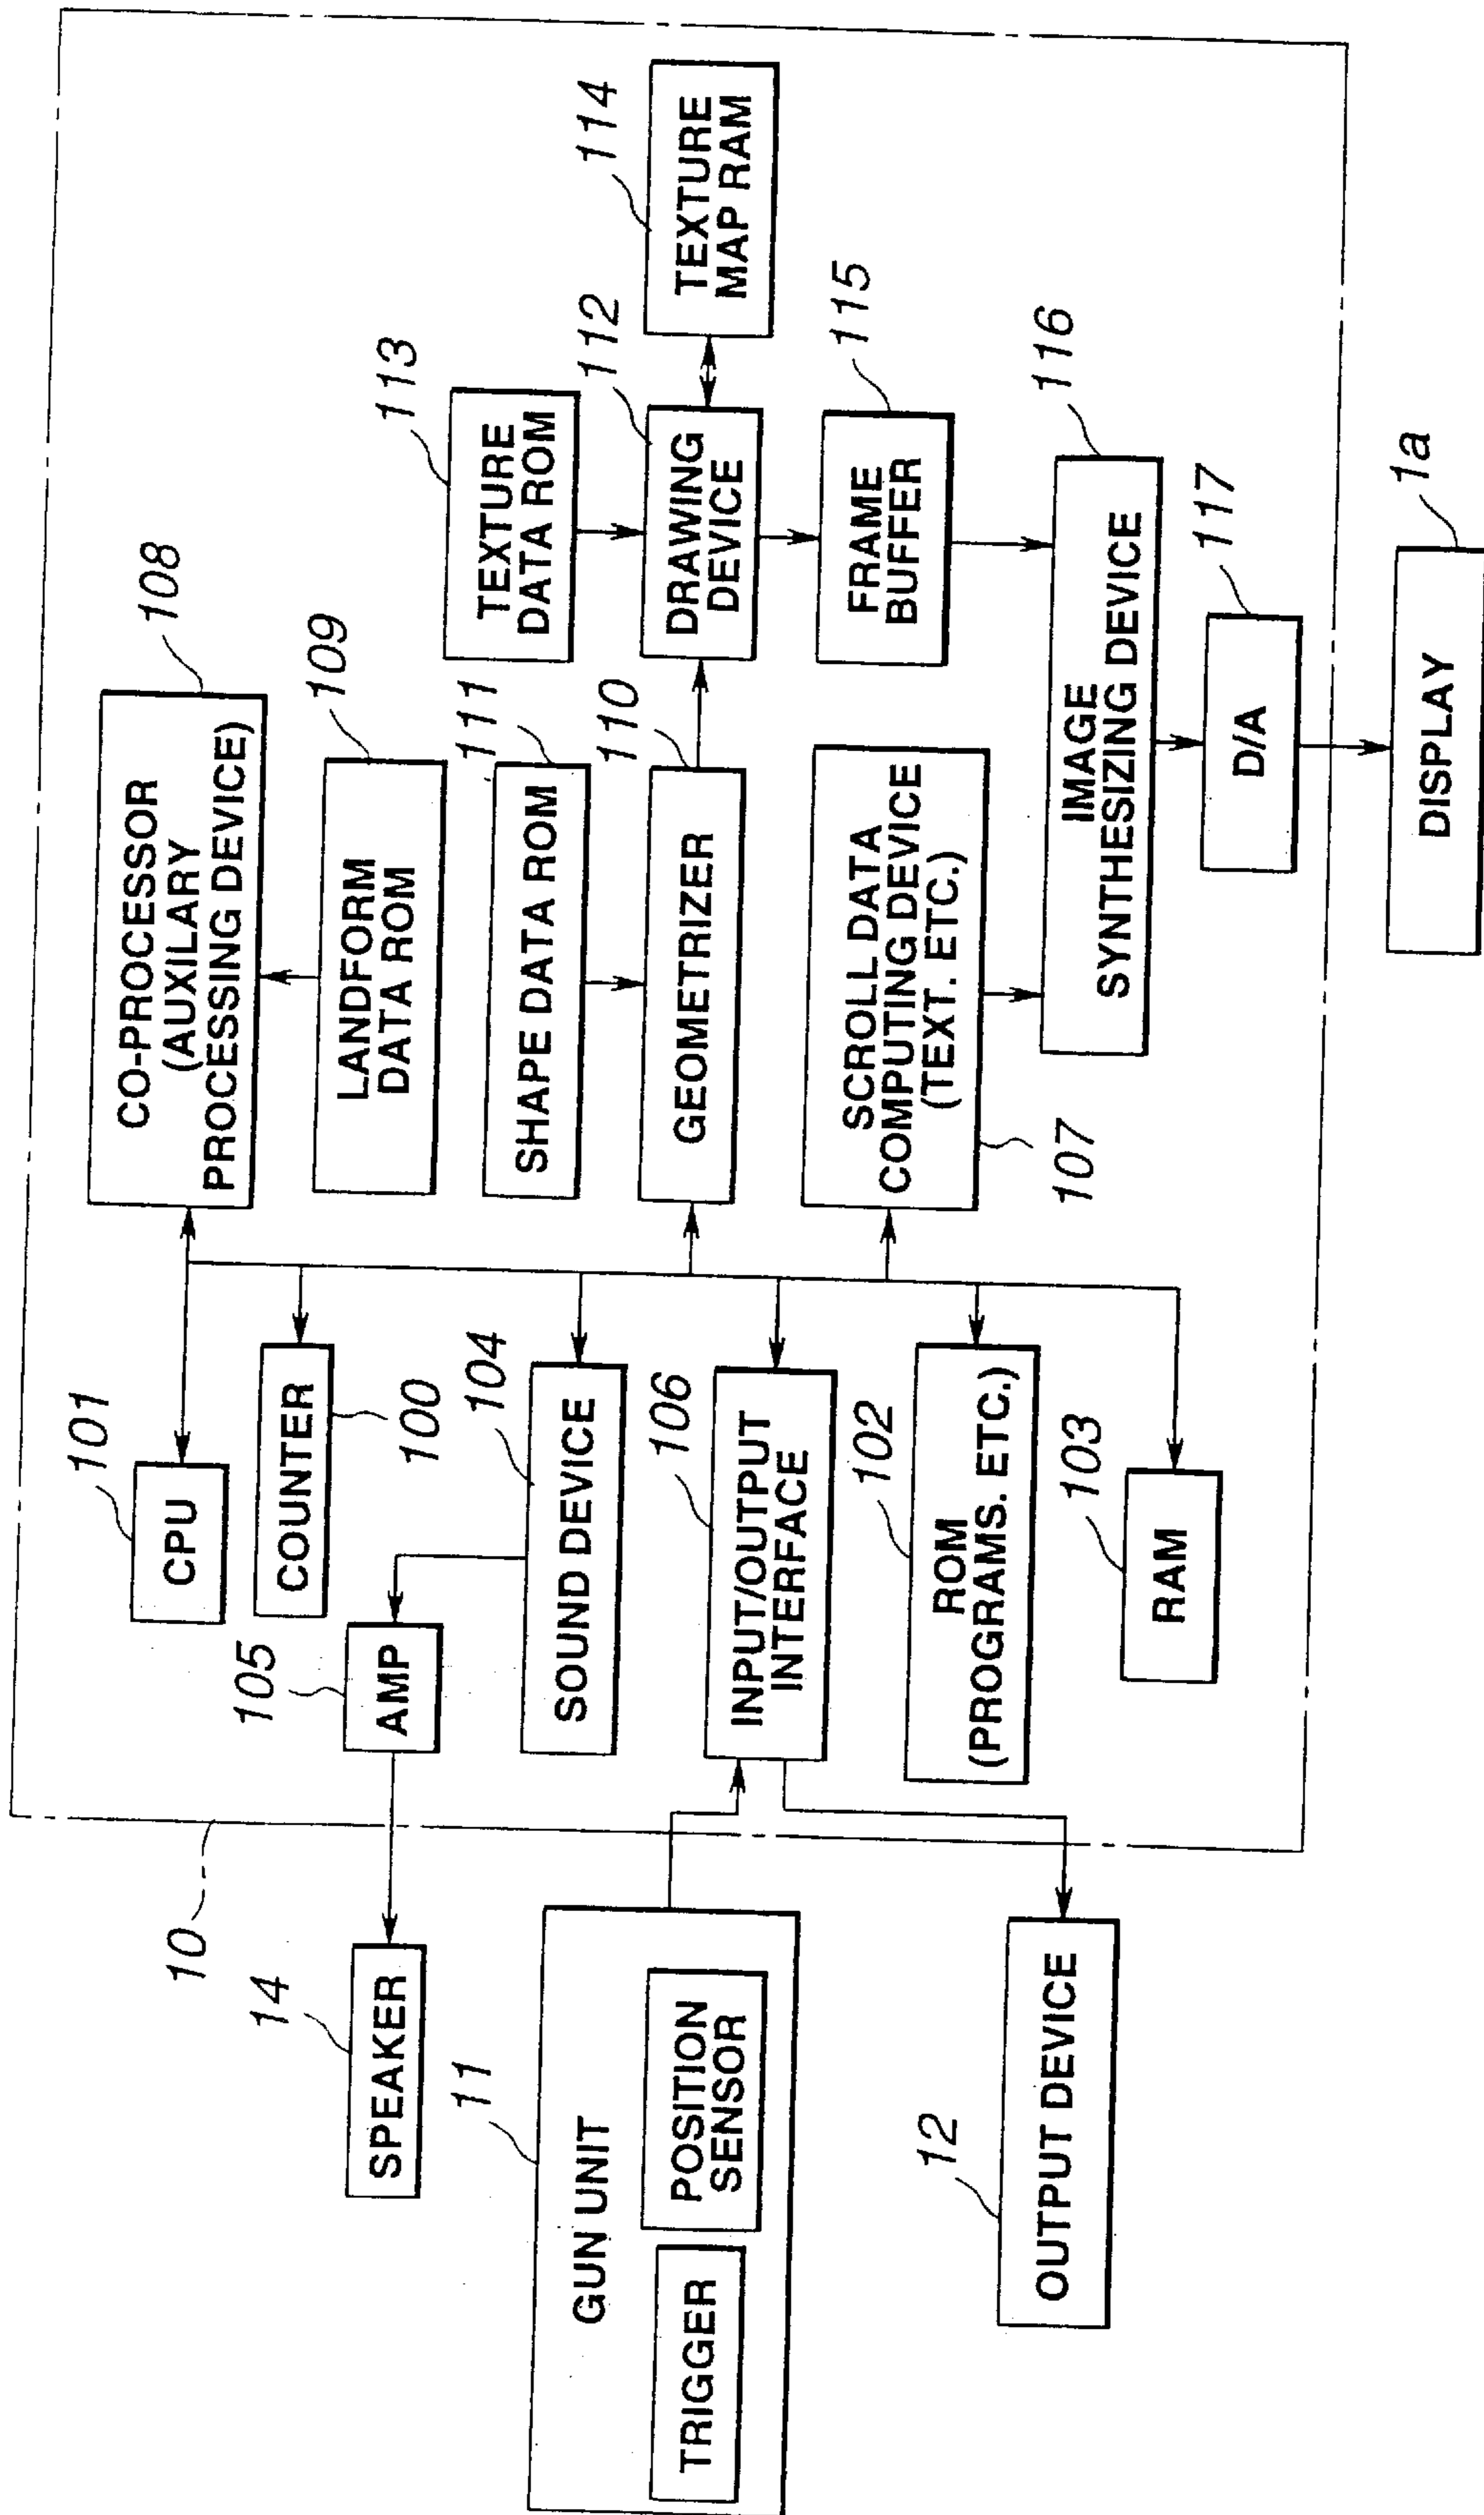 10
101
CPU
COUNTER
100
105
AMP
14
SPEAKER
104
SOUND DEVICE
11
GUN UNIT
TRIGGER
POSITION
SENSOR
106
INPUT/OUTPUT
INTERFACE
12
OUTPUT DEVICE
102
ROM
(PROGRAMS. ETC.)
103
RAM
108
CO-PROCESSOR
(AUXILARY
PROCESSING DEVICE)
109
LANDFORM
DATA ROM
111
SHAPE DATA ROM
110
GEOMETRIZER
107
SCROLL DATA
COMPUTING DEVICE
(TEXT. ETC.)
113
TEXTURE
DATA ROM
112
DRAWING
DEVICE
114
TEXTURE
MAP RAM
115
FRAME
BUFFER
116
IMAGE
SYNTHESIZING DEVICE
117
D/A
1a
DISPLAY